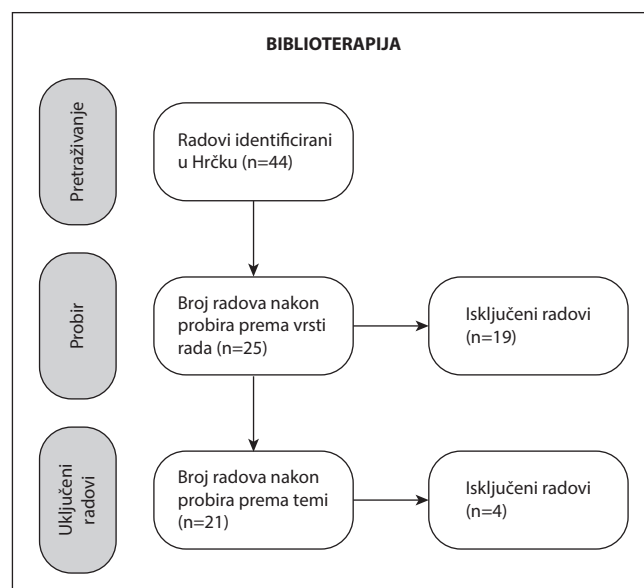 BIBLIOTERAPIJA
Pretraživanje
Radovi identificirani
u Hrčku (n=44)
Probir
Broj radova nakon
probira prema vrsti
rada (n=25)
Isključeni radovi
(n=19)
Uključeni
radovi
Broj radova nakon
probira prema temi
(n=21)
Isključeni radovi
(n=4)